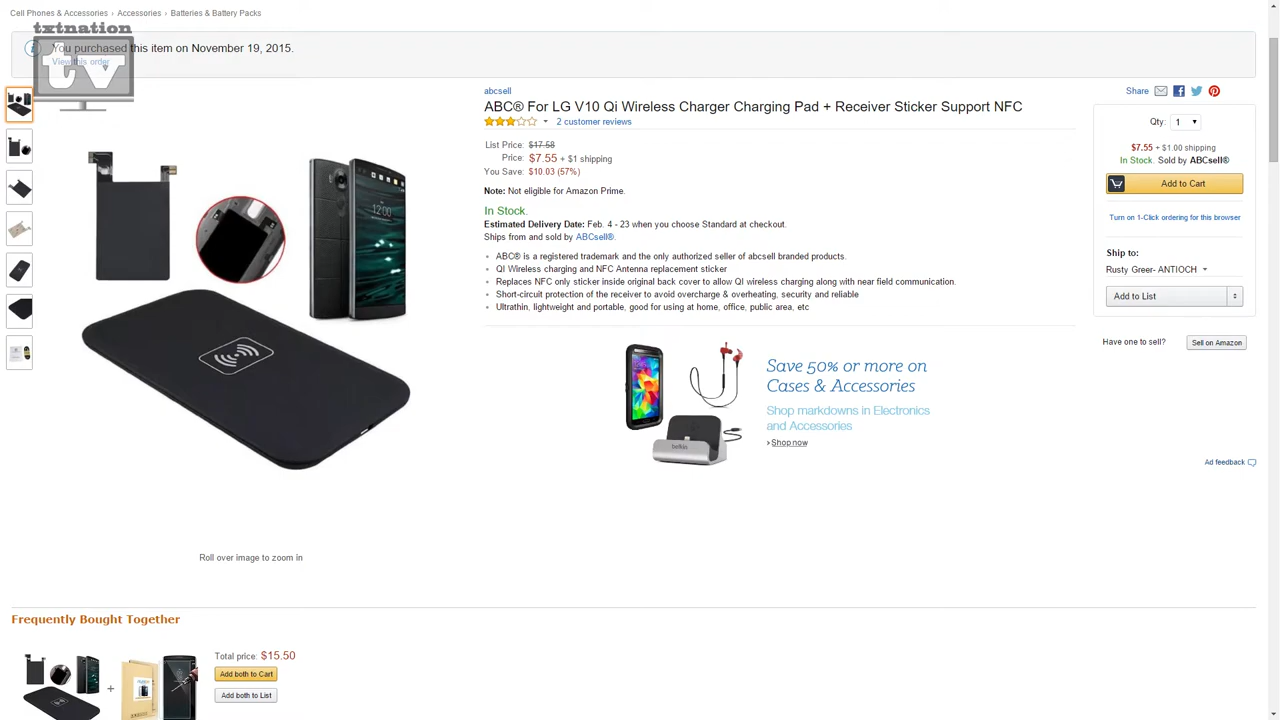 Cell Phones & Accessories › Accessories › Batteries & Battery Packs
txtnation
tv
You purchased this item on November 19, 2015.
View this order
abcsell
ABC® For LG V10 Qi Wireless Charger Charging Pad + Receiver Sticker Support NFC
2 customer reviews
List Price: $17.58
Price: $7.55 + $1 shipping
You Save: $10.03 (57%)
Note: Not eligible for Amazon Prime.
In Stock.
Estimated Delivery Date: Feb. 4 - 23 when you choose Standard at checkout.
Ships from and sold by ABCsell®.
• ABC® is a registered trademark and the only authorized seller of abcsell branded products.
• QI Wireless charging and NFC Antenna replacement sticker
• Replaces NFC only sticker inside original back cover to allow QI wireless charging along with near field communication.
• Short-circuit protection of the receiver to avoid overcharge & overheating, security and reliable
• Ultrathin, lightweight and portable, good for using at home, office, public area, etc
Share
Qty: 1
$7.55 + $1.00 shipping
In Stock. Sold by ABCsell®
Add to Cart
Turn on 1-Click ordering for this browser
Ship to:
Rusty Greer- ANTIOCH
Add to List
Have one to sell? Sell on Amazon
12:00
belkin
Save 50% or more on
Cases & Accessories
Shop markdowns in Electronics
and Accessories
› Shop now
Ad feedback
Roll over image to zoom in
Frequently Bought Together
+
Total price: $15.50
Add both to Cart
Add both to List